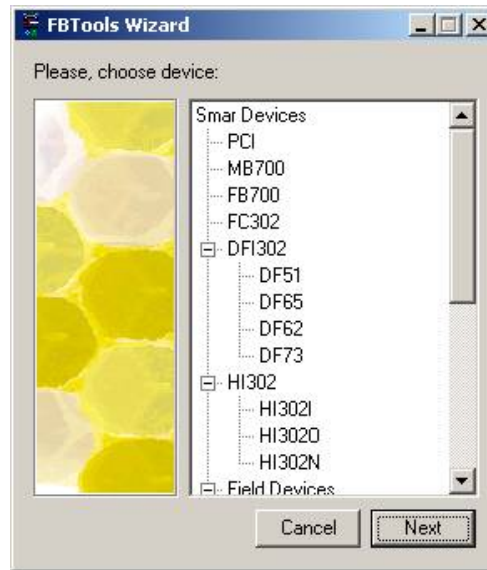 FBTools Wizard
Please, choose device:
Smar Devices
PCI
MB700
FB700
FC302
DFI302
DF51
DF65
DF62
DF73
HI302
HI302I
HI302O
HI302N
Field Devices
Cancel
Next